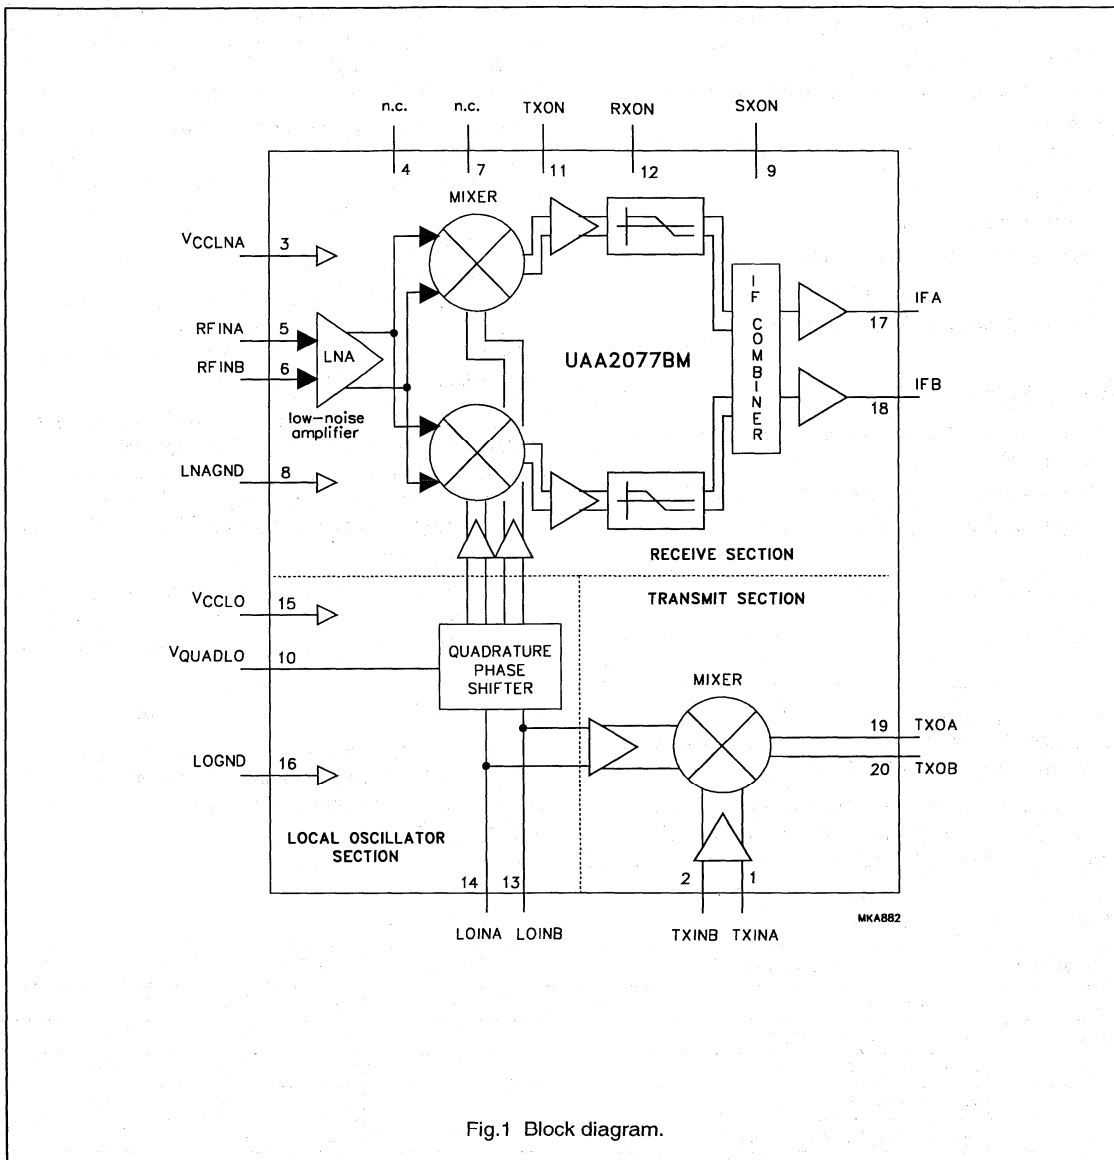 n.c. n.c. TXON RXON SXON
4 7 11 12 9
MIXER
VCCLNA 3
RFINA 5
RFINB 6
LNA
low-noise
amplifier
LNAGND 8
UAA2077BM
IF COMBINER
IFA
17
IFB
18
RECEIVE SECTION
TRANSMIT SECTION
VCCLO 15
VQUADLO 10
QUADRATURE
PHASE
SHIFTER
MIXER
19 TXOA
20 TXOB
LOGND 16
LOCAL OSCILLATOR
SECTION
14 13 2 1
LOINA LOINB TXINB TXINA
MKA882
Fig.1 Block diagram.